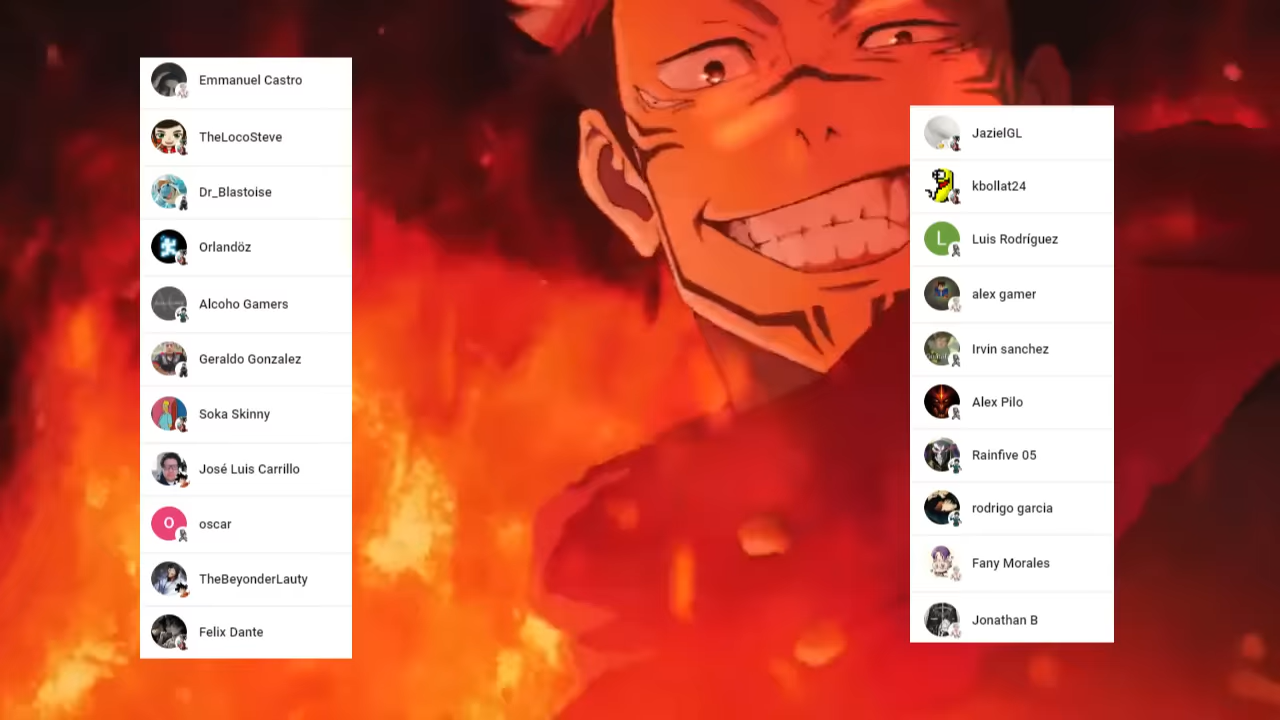 Emmanuel Castro
TheLocoSteve
Dr_Blastoise
Orlandöz
Alcoho Gamers
Geraldo Gonzalez
Soka Skinny
José Luis Carrillo
O
oscar
TheBeyonderLauty
Felix Dante
JazielGL
kbollat24
L
Luis Rodríguez
alex gamer
Irvin sanchez
Alex Pilo
Rainfive 05
rodrigo garcia
Fany Morales
Jonathan B